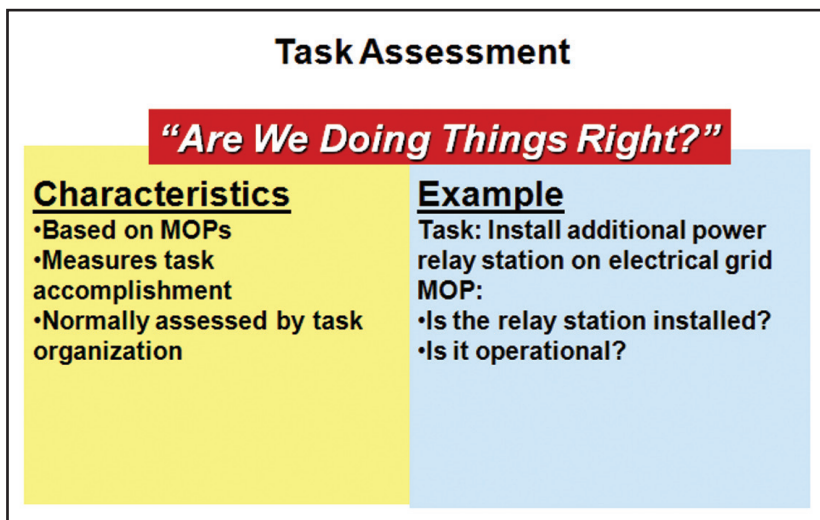 Task Assessment
“Are We Doing Things Right?”
Characteristics
•Based on MOPs
•Measures task
accomplishment
•Normally assessed by task
organization
Example
Task: Install additional power
relay station on electrical grid
MOP:
•Is the relay station installed?
•Is it operational?